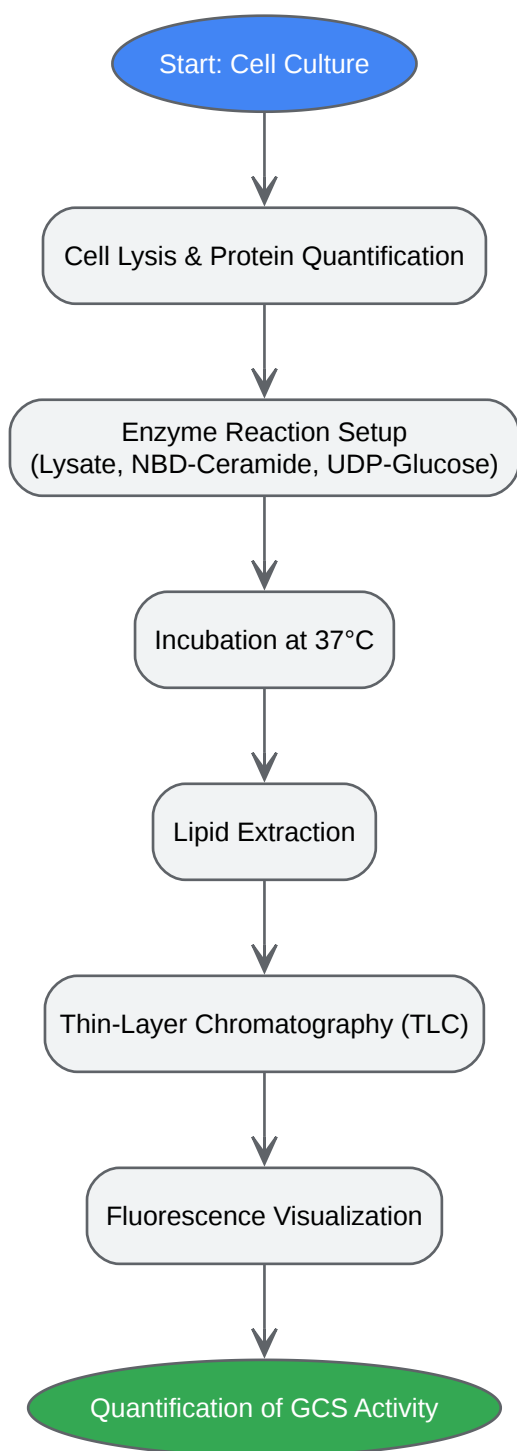 Start: Cell Culture
Cell Lysis & Protein Quantification
Enzyme Reaction Setup
(Lysate, NBD-Ceramide, UDP-Glucose)
Incubation at 37°C
Lipid Extraction
Thin-Layer Chromatography (TLC)
Fluorescence Visualization
Quantification of GCS Activity